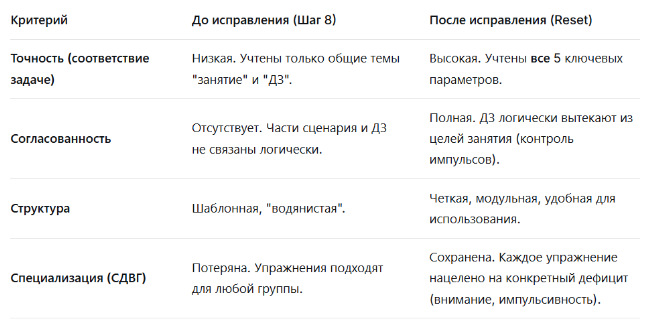 Критерий До исправления (Шаг 8) После исправления (Reset)
Точность (соответствие задаче) Низкая. Учтены только общие темы "занятие" и "ДЗ". Высокая. Учтены все 5 ключевых параметров.
Согласованность Отсутствует. Части сценария и ДЗ не связаны логически. Полная. ДЗ логически вытекают из целей занятия (контроль импульсов).
Структура Шаблонная, "водянистая". Четкая, модульная, удобная для использования.
Специализация (СДВГ) Потеряна. Упражнения подходят для любой группы. Сохранена. Каждое упражнение нацелено на конкретный дефицит (внимание, импульсивность).